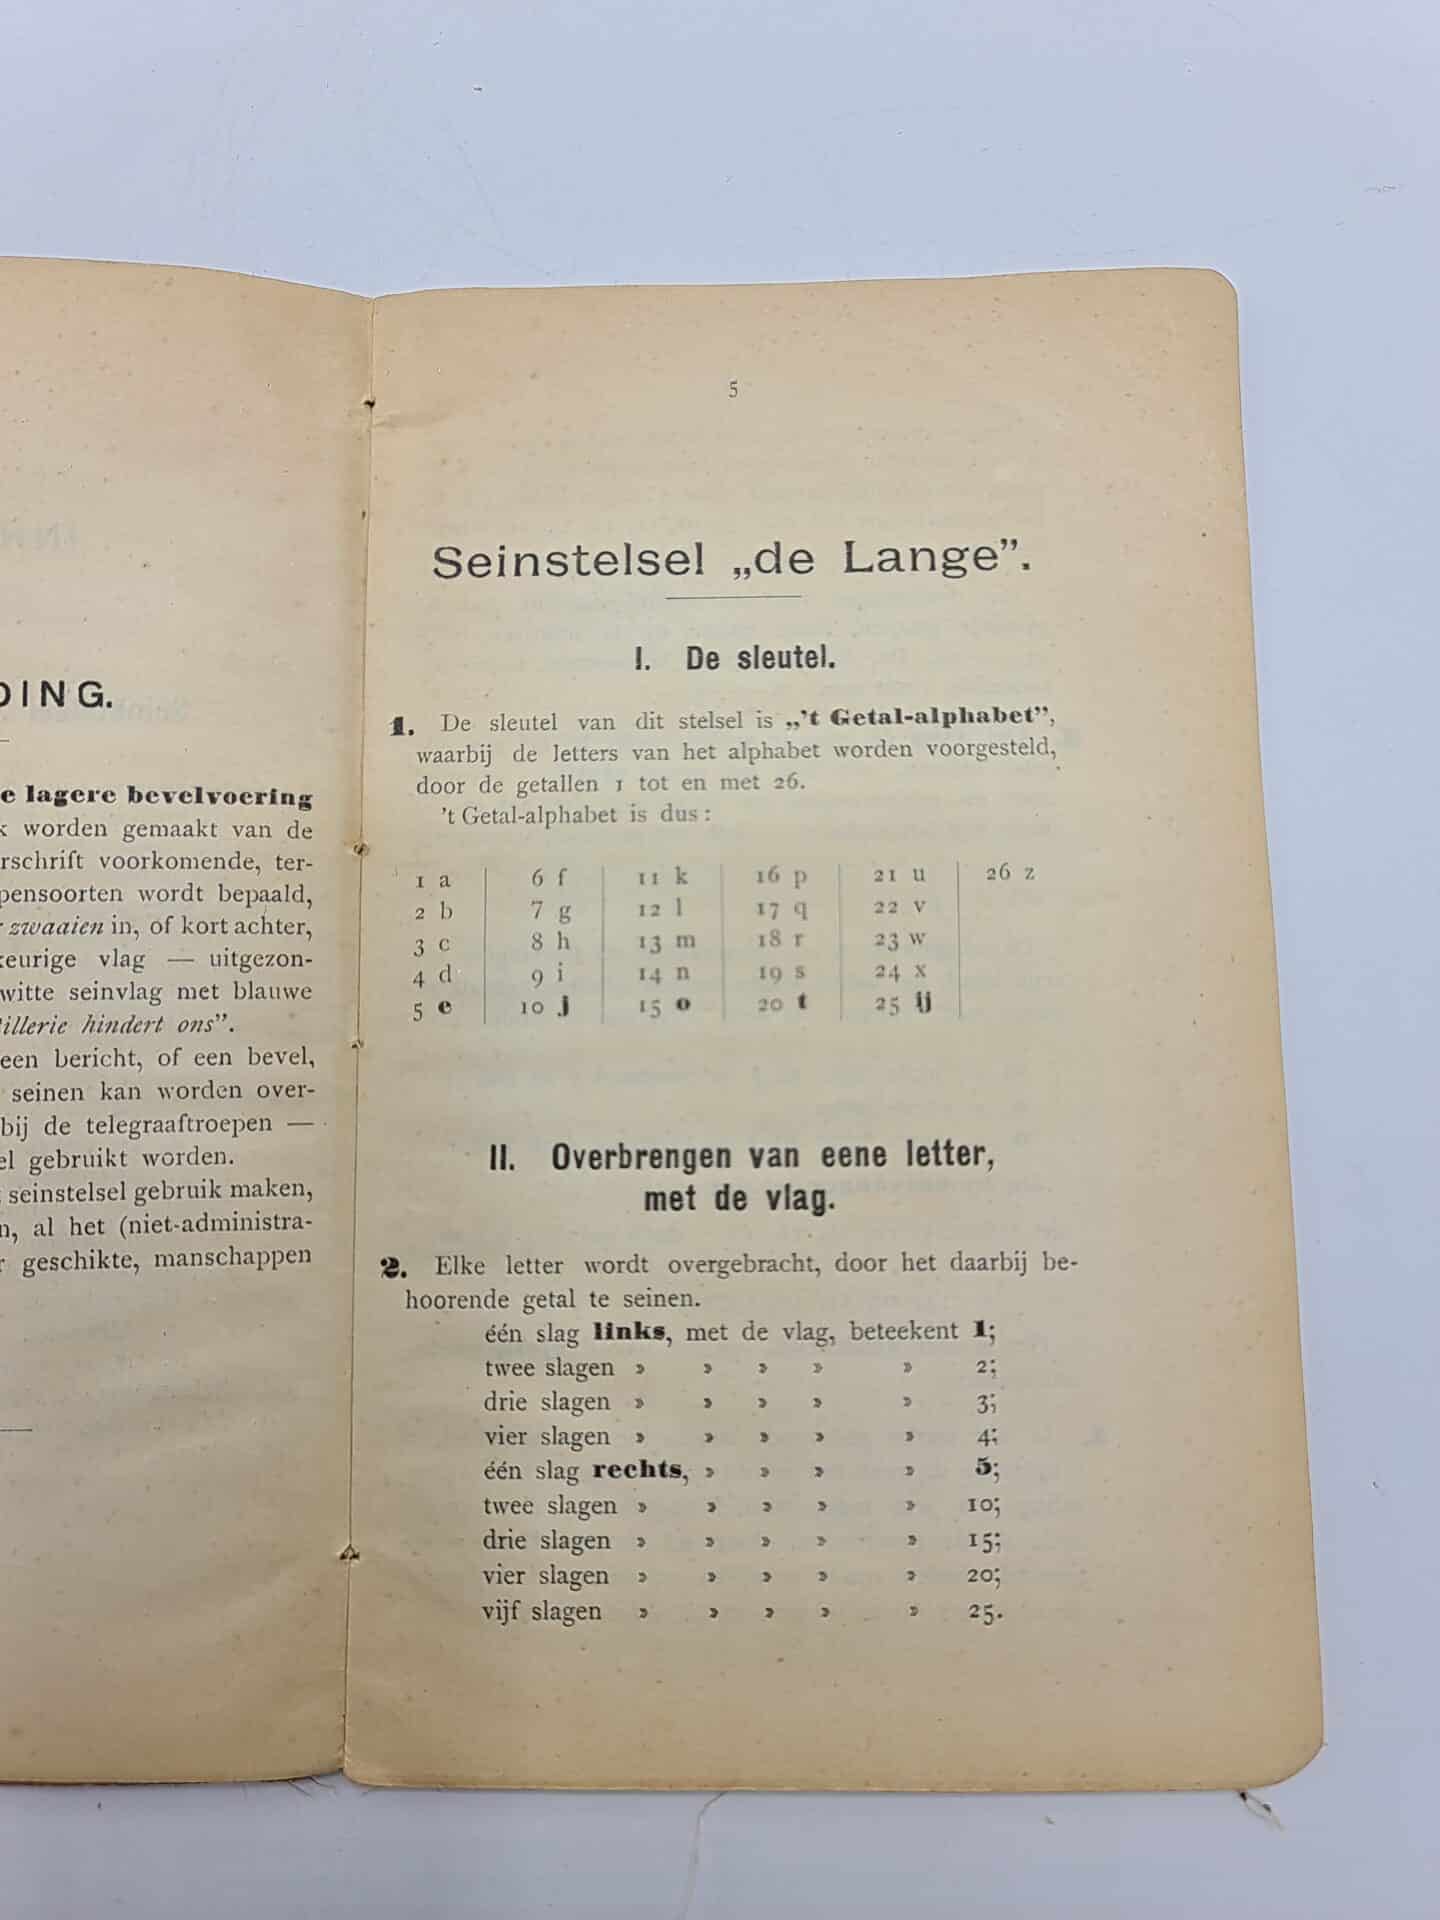 DING.
e lagere bevelvoering
k worden gemaakt van de
rschrift voorkomende, ter-
pensoorten wordt bepaald,
zwaaien in, of kort achter,
keurige vlag — uitgezon-
witte seinvlag met blauwe
illerie hindert ons”.
een bericht, of een bevel,
seinen kan worden over-
bij de telegraaftroepen —
el gebruikt worden.
seinstelsel gebruik maken,
n, al het (niet-administra-
r geschikte, manschappen
5
Seinstelsel „de Lange”.
I. De sleutel.
1. De sleutel van dit stelsel is „’t Getal-alphabet”,
waarbij de letters van het alphabet worden voorgesteld,
door de getallen 1 tot en met 26.
’t Getal-alphabet is dus:
1 a 6 f 11 k 16 p 21 u 26 z
2 b 7 g 12 l 17 q 22 v
3 c 8 h 13 m 18 r 23 w
4 d 9 i 14 n 19 s 24 x
5 e 10 j 15 o 20 t 25 ij
II. Overbrengen van eene letter,
met de vlag.
2. Elke letter wordt overgebracht, door het daarbij be-
hoorende getal te seinen.
één slag links, met de vlag, beteekent 1;
twee slagen » » » » » 2;
drie slagen » » » » » 3;
vier slagen » » » » » 4;
één slag rechts, » » » » 5;
twee slagen » » » » » 10;
drie slagen » » » » » 15;
vier slagen » » » » » 20;
vijf slagen » » » » » 25.